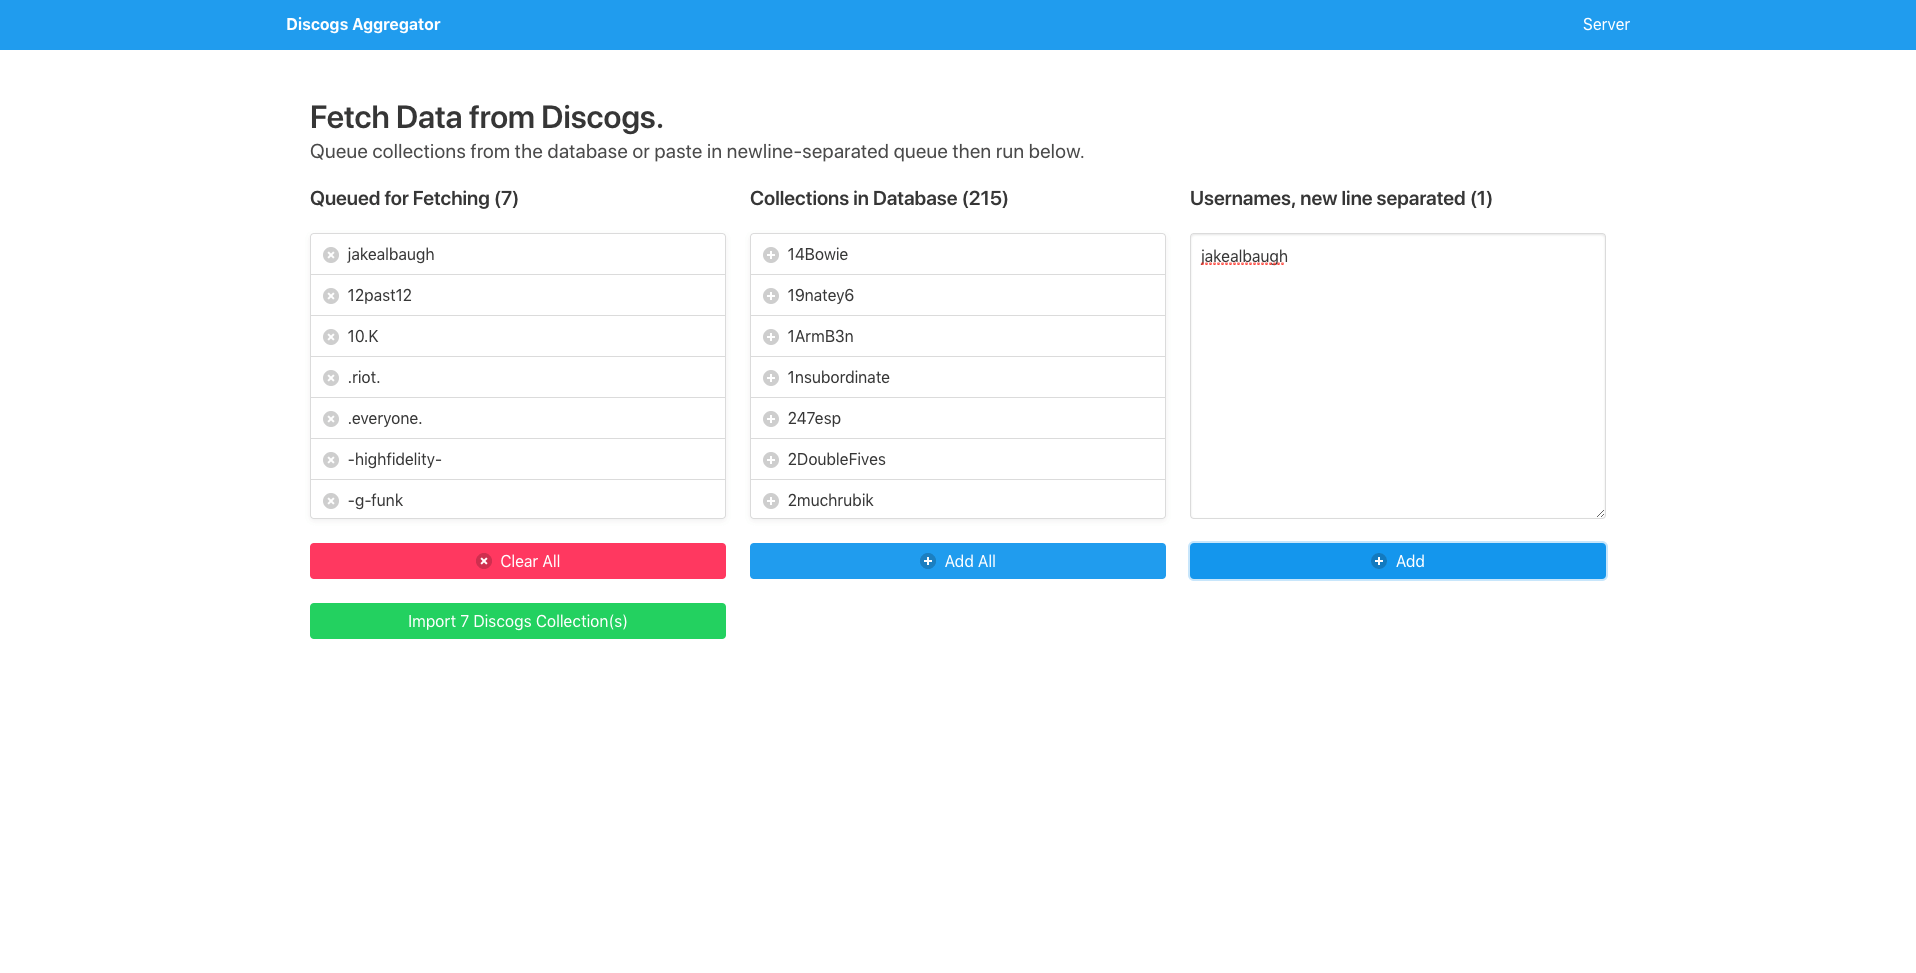 Discogs Aggregator
Server
Fetch Data from Discogs.
Queue collections from the database or paste in newline-separated queue then run below.
Queued for Fetching (7)
jakealbaugh
12past12
10.K
.riot.
.everyone.
-highfidelity-
-g-funk
Clear All
Import 7 Discogs Collection(s)
Collections in Database (215)
14Bowie
19natey6
1ArmB3n
1nsubordinate
247esp
2DoubleFives
2muchrubik
Add All
Usernames, new line separated (1)
jakealbaugh
Add